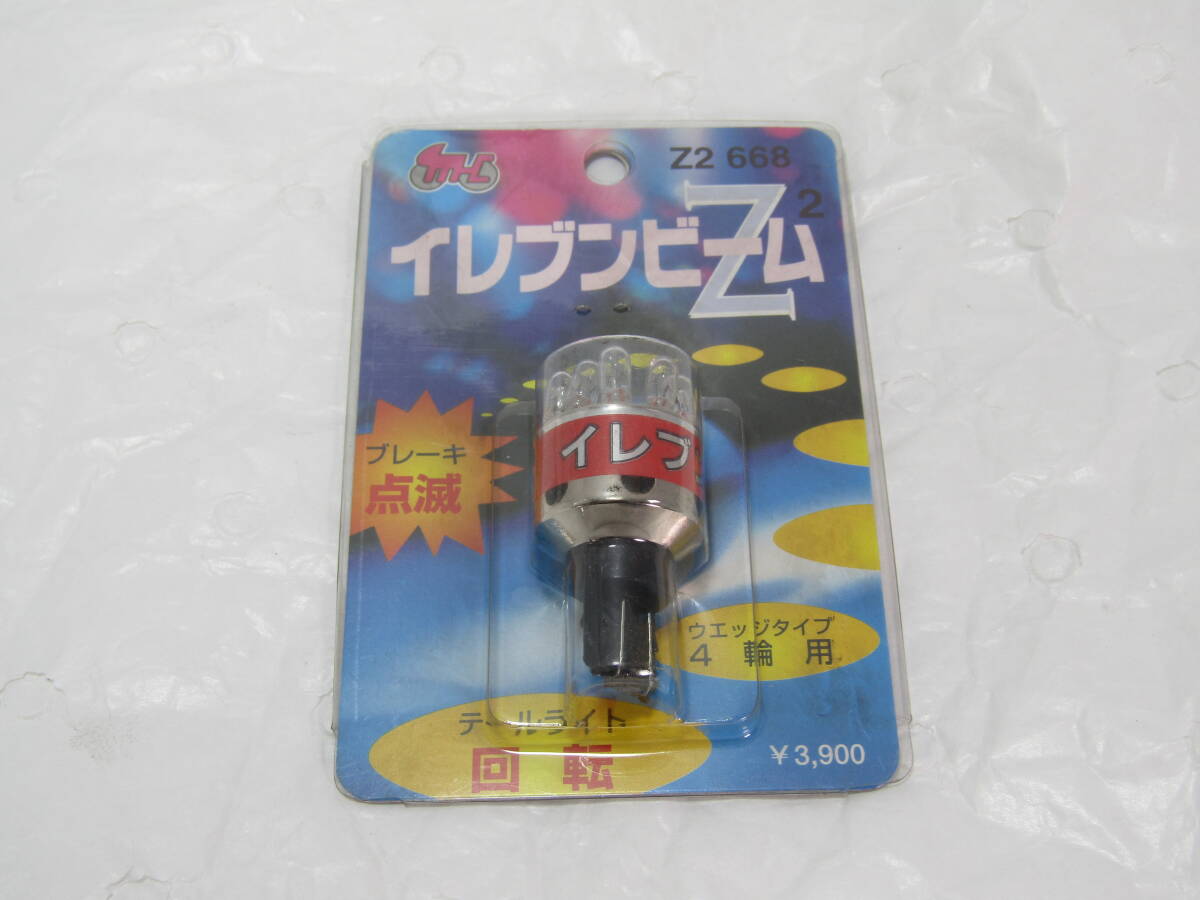 MHC
Z2 668
イレブンビームZ2
イレブ
ブレーキ
点滅
ウエッジタイプ
4輪用
テールライト
回転
¥3,900